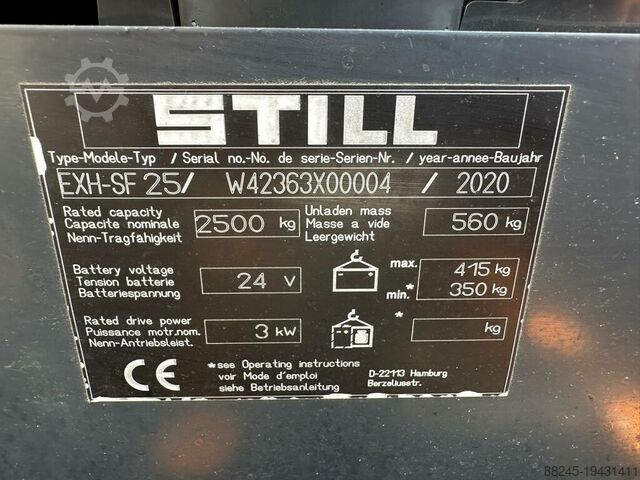 STILL
Type-Modele-Typ / Serial no.-No. de serie-Serien-Nr. / year-annee-Baujahr
EXH-SF 25/ W42363X00004 / 2020
Rated capacity
Capacite nominale
Nenn-Tragfähigkeit
2500 kg
Unladen mass
Masse a vide
Leergewicht
560 kg
Battery voltage
Tension batterie
Batteriespannung
24 V
max. 415 kg
min.* 350 kg
Rated drive power
Puissance motr.nom.
Nenn-Antriebsleist.
3 kW
* kg
CE
*see Operating instructions
voir Mode d'emploi
siehe Betriebsanleitung
D-22113 Hamburg
Berzeliusstr.
88245-19431411